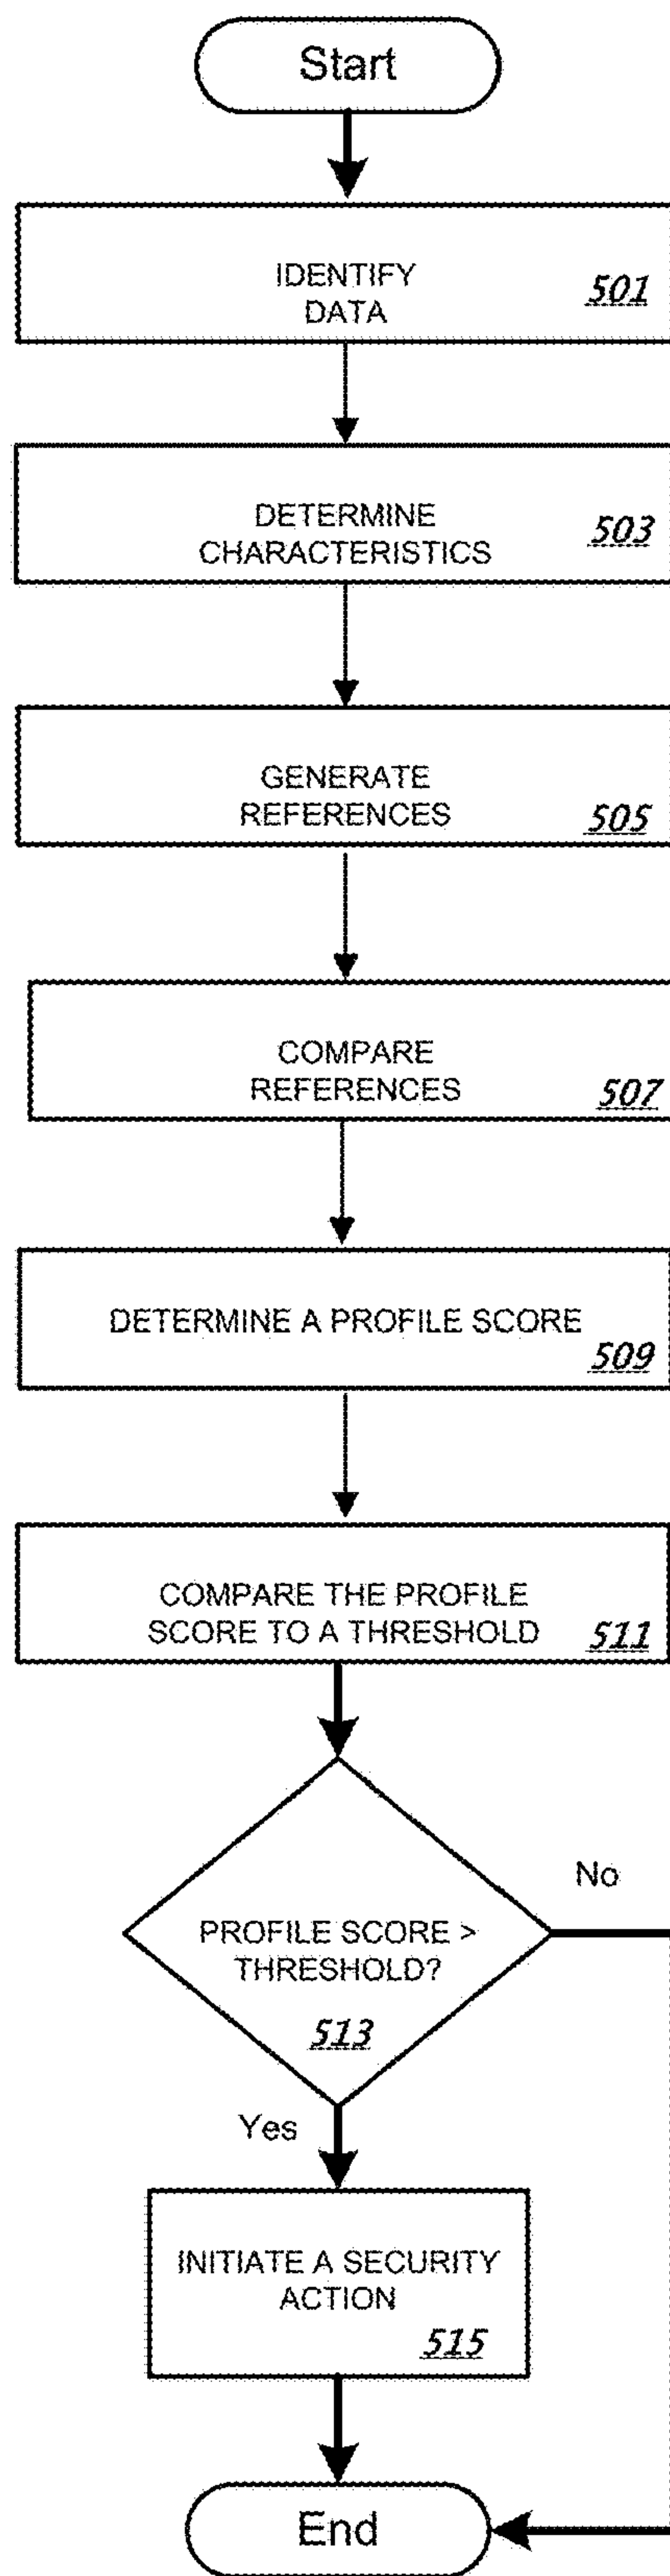 Start
IDENTIFY
DATA
501
DETERMINE
CHARACTERISTICS
503
GENERATE
REFERENCES
505
COMPARE
REFERENCES
507
DETERMINE A PROFILE SCORE
509
COMPARE THE PROFILE
SCORE TO A THRESHOLD
511
No
PROFILE SCORE >
THRESHOLD?
513
Yes
INITIATE A SECURITY
ACTION
515
End